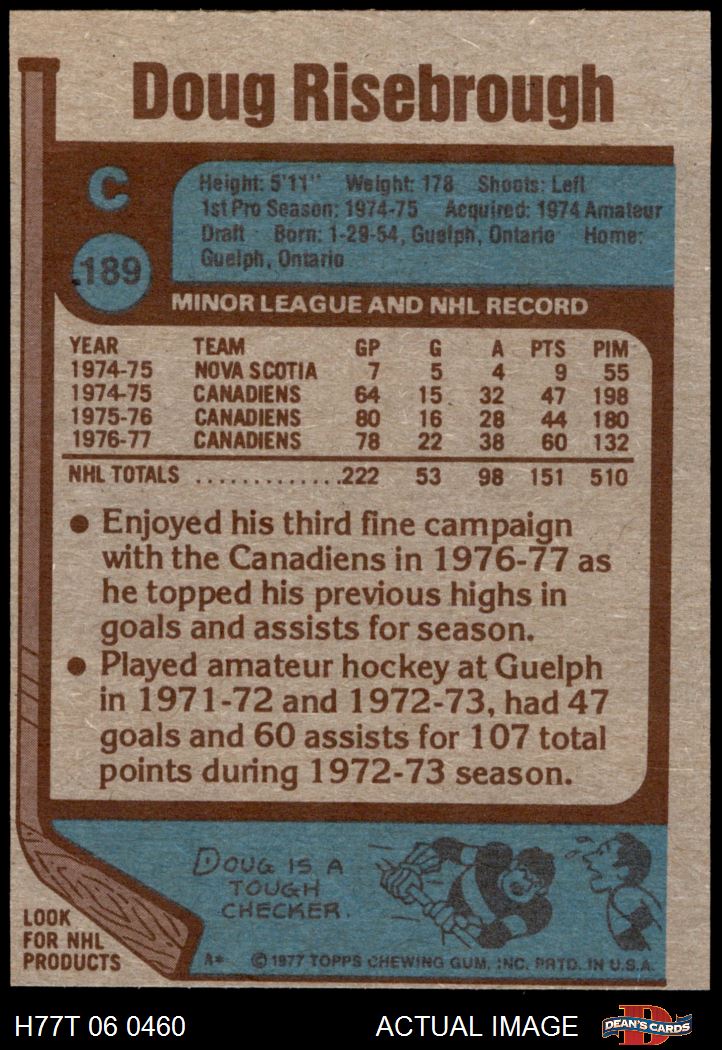 Doug Risebrough
C
Height: 5'11" Weight: 178 Shoots: Left
1st Pro Season: 1974-75 Acquired: 1974 Amateur
Draft Born: 1-29-54, Guelph, Ontario Home:
Guelph, Ontario
189
MINOR LEAGUE AND NHL RECORD
YEAR TEAM GP G A PTS PIM
1974-75 NOVA SCOTIA 7 5 4 9 55
1974-75 CANADIENS 64 15 32 47 198
1975-76 CANADIENS 80 16 28 44 180
1976-77 CANADIENS 78 22 38 60 132
NHL TOTALS .............222 53 98 151 510
● Enjoyed his third fine campaign
with the Canadiens in 1976-77 as
he topped his previous highs in
goals and assists for season.
● Played amateur hockey at Guelph
in 1971-72 and 1972-73, had 47
goals and 60 assists for 107 total
points during 1972-73 season.
DOUG IS A
TOUGH
CHECKER.
LOOK
FOR NHL
PRODUCTS
A* © 1977 TOPPS CHEWING GUM, INC. PRTD. IN U.S.A.
H77T 06 0460 ACTUAL IMAGE D DEAN'S CARDS